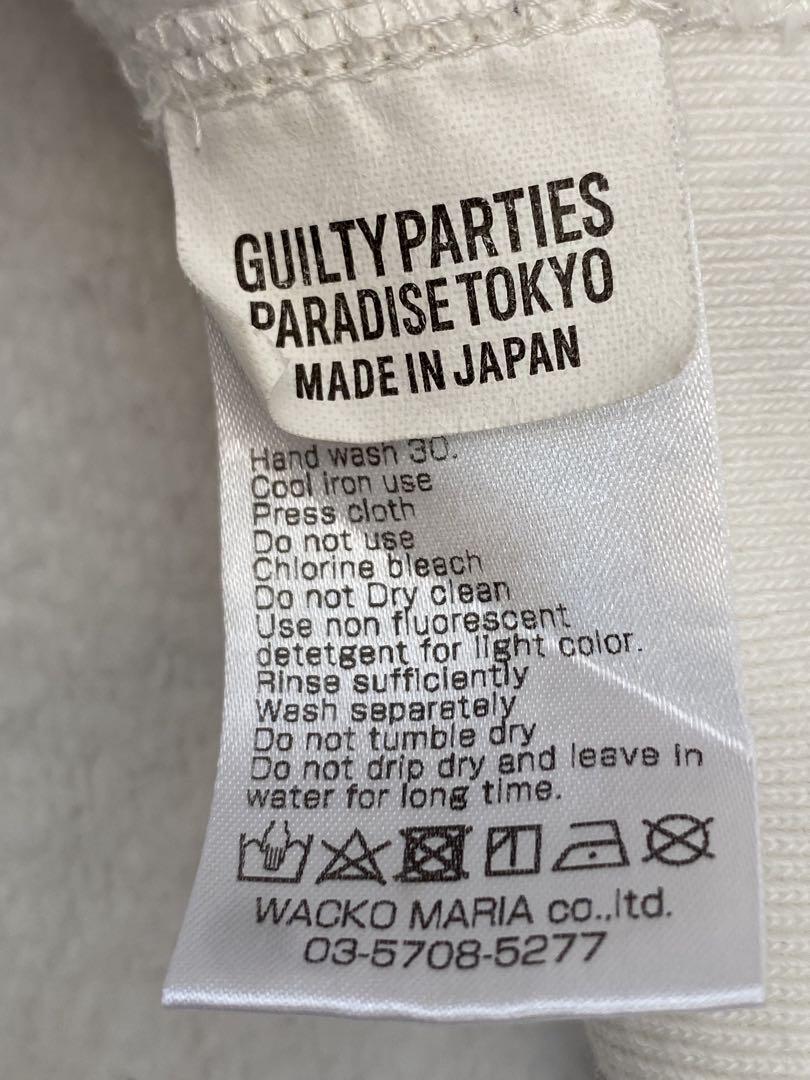 GUILTY PARTIES
PARADISE TOKYO
MADE IN JAPAN
Hand wash 30.
Cool iron use
Press cloth
Do not use
Chlorine bleach
Do not Dry clean
Use non fluorescent
detetgent for light color.
Rinse sufficiently
Wash separately
Do not tumble dry
Do not drip dry and leave in
water for long time.
WACKO MARIA co.,ltd.
03-5708-5277